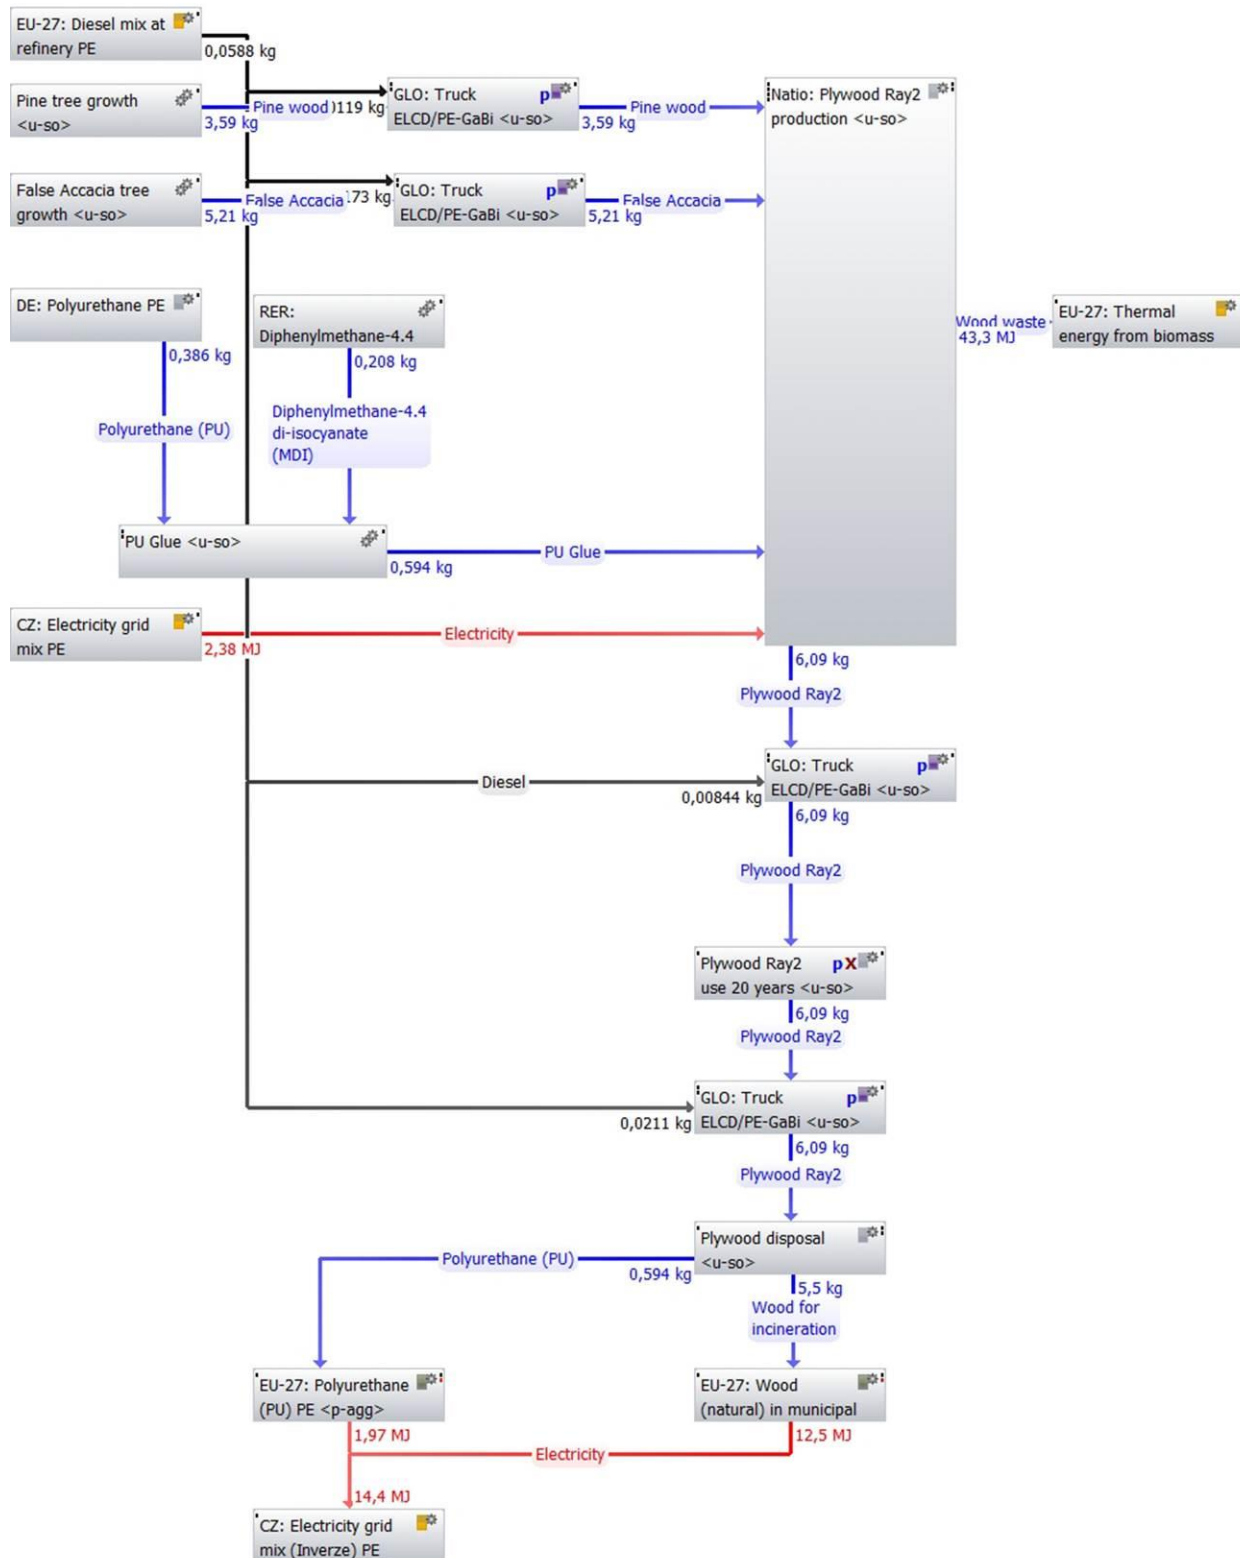 EU-27: Diesel mix at
refinery PE
0,0588 kg
Pine tree growth
<u-so>
Pine wood
3,59 kg
119 kg
GLO: Truck
ELCD/PE-GaBi <u-so>
p
Pine wood
3,59 kg
Natio: Plywood Ray2
production <u-so>
False Accacia tree
growth <u-so>
False Accacia
5,21 kg
173 kg
GLO: Truck
ELCD/PE-GaBi <u-so>
p
False Accacia
5,21 kg
DE: Polyurethane PE
0,386 kg
Polyurethane (PU)
RER:
Diphenylmethane-4.4
0,208 kg
Diphenylmethane-4.4
di-isocyanate
(MDI)
Wood waste
43,3 MJ
EU-27: Thermal
energy from biomass
PU Glue <u-so>
PU Glue
0,594 kg
CZ: Electricity grid
mix PE
Electricity
2,38 MJ
6,09 kg
Plywood Ray2
Diesel
0,00844 kg
GLO: Truck
ELCD/PE-GaBi <u-so>
p
6,09 kg
Plywood Ray2
Plywood Ray2
use 20 years <u-so>
p X
6,09 kg
Plywood Ray2
0,0211 kg
GLO: Truck
ELCD/PE-GaBi <u-so>
p
6,09 kg
Plywood Ray2
Plywood disposal
<u-so>
Polyurethane (PU)
0,594 kg
5,5 kg
Wood for
incineration
EU-27: Polyurethane
(PU) PE <p-agg>
EU-27: Wood
(natural) in municipal
1,97 MJ
12,5 MJ
Electricity
14,4 MJ
CZ: Electricity grid
mix (Inverze) PE